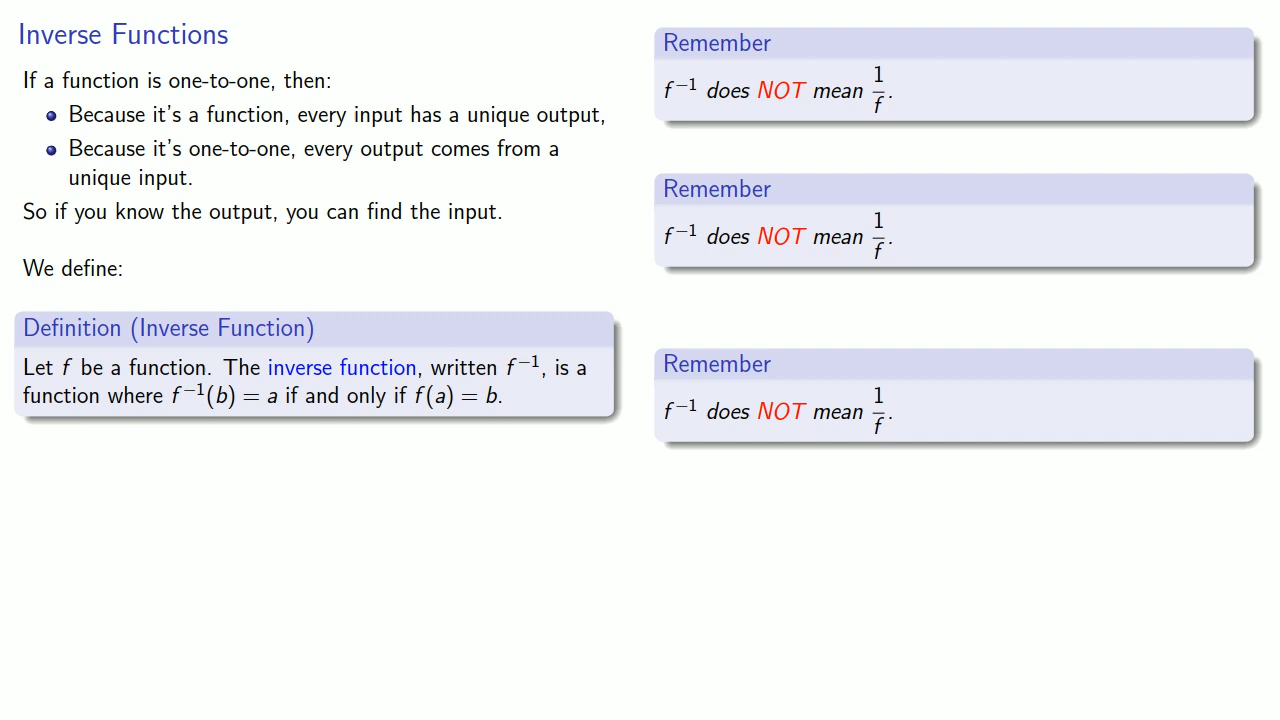 Inverse Functions
If a function is one-to-one, then:
Because it's a function, every input has a unique output,
Because it's one-to-one, every output comes from a
unique input.
So if you know the output, you can find the input.
We define:
Definition (Inverse Function)
Let f be a function. The inverse function, written f⁻¹, is a
function where f⁻¹(b) = a if and only if f(a) = b.
Remember
f⁻¹ does NOT mean 1/f.
Remember
f⁻¹ does NOT mean 1/f.
Remember
f⁻¹ does NOT mean 1/f.